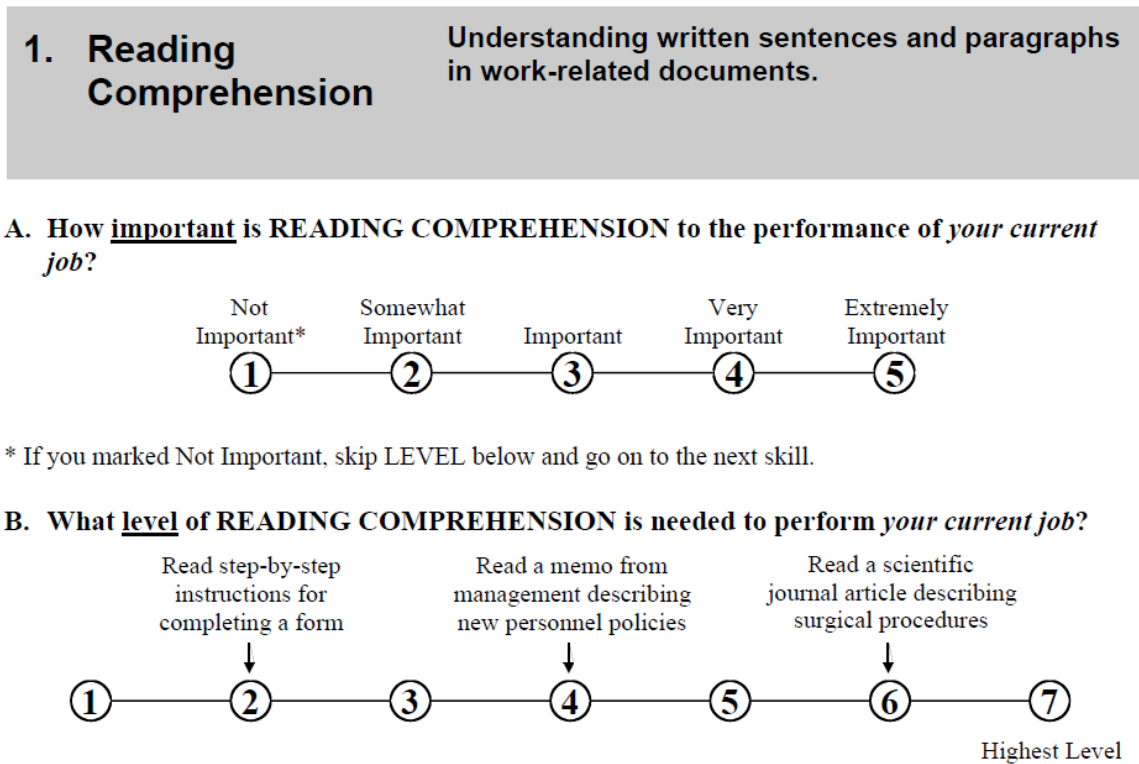 1. Reading Comprehension
Understanding written sentences and paragraphs
in work-related documents.
A. How important is READING COMPREHENSION to the performance of your current
job?
Not Important*
Somewhat Important
Important
Very Important
Extremely Important
1 2 3 4 5
* If you marked Not Important, skip LEVEL below and go on to the next skill.
B. What level of READING COMPREHENSION is needed to perform your current job?
Read step-by-step
instructions for
completing a form
Read a memo from
management describing
new personnel policies
Read a scientific
journal article describing
surgical procedures
1 2 3 4 5 6 7
Highest Level